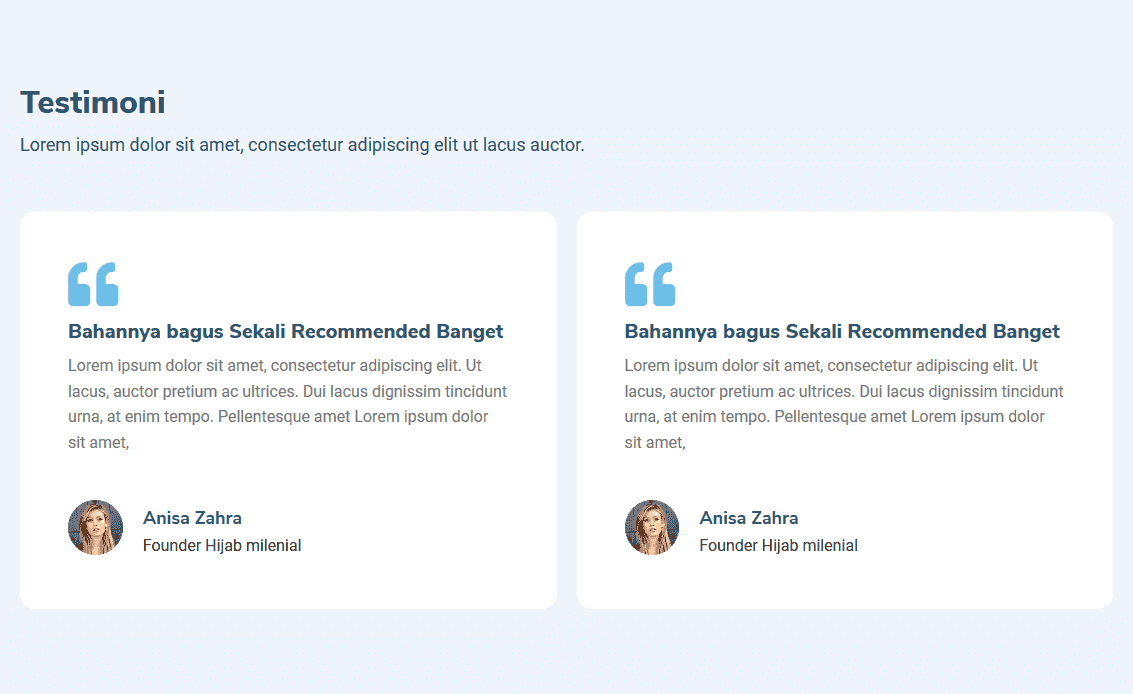 Testimoni
Lorem ipsum dolor sit amet, consectetur adipiscing elit ut lacus auctor.
Bahannya bagus Sekali Recommended Banget
Lorem ipsum dolor sit amet, consectetur adipiscing elit. Ut
lacus, auctor pretium ac ultrices. Dui lacus dignissim tincidunt
urna, at enim tempo. Pellentesque amet Lorem ipsum dolor
sit amet,
Anisa Zahra
Founder Hijab milenial
Bahannya bagus Sekali Recommended Banget
Lorem ipsum dolor sit amet, consectetur adipiscing elit. Ut
lacus, auctor pretium ac ultrices. Dui lacus dignissim tincidunt
urna, at enim tempo. Pellentesque amet Lorem ipsum dolor
sit amet,
Anisa Zahra
Founder Hijab milenial